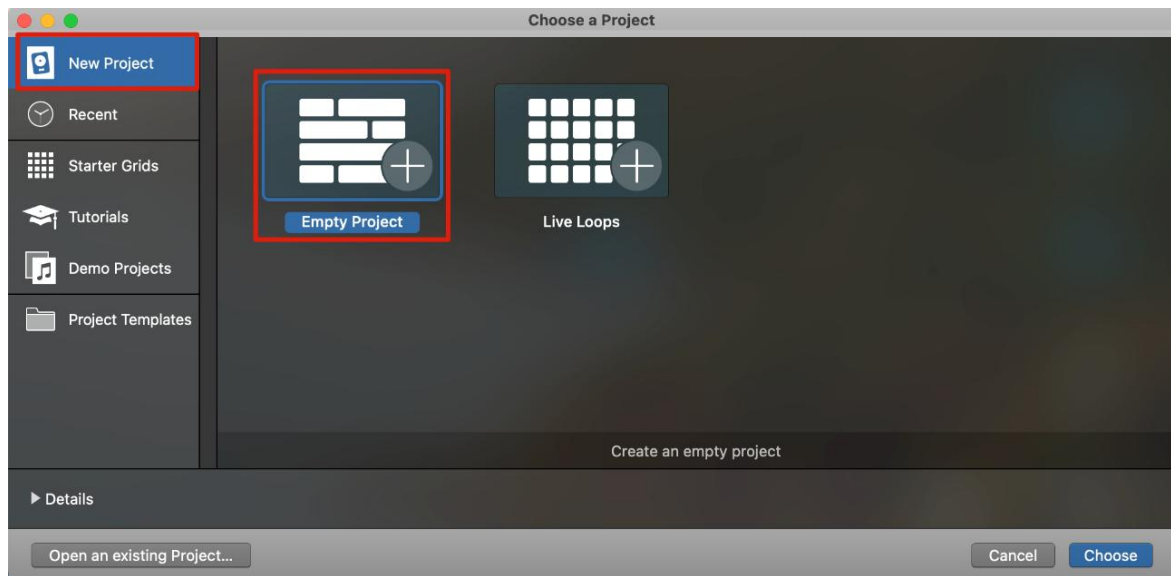 Choose a Project
New Project
Recent
Starter Grids
Tutorials
Demo Projects
Project Templates
Empty Project
Live Loops
Create an empty project
Details
Open an existing Project...
Cancel
Choose